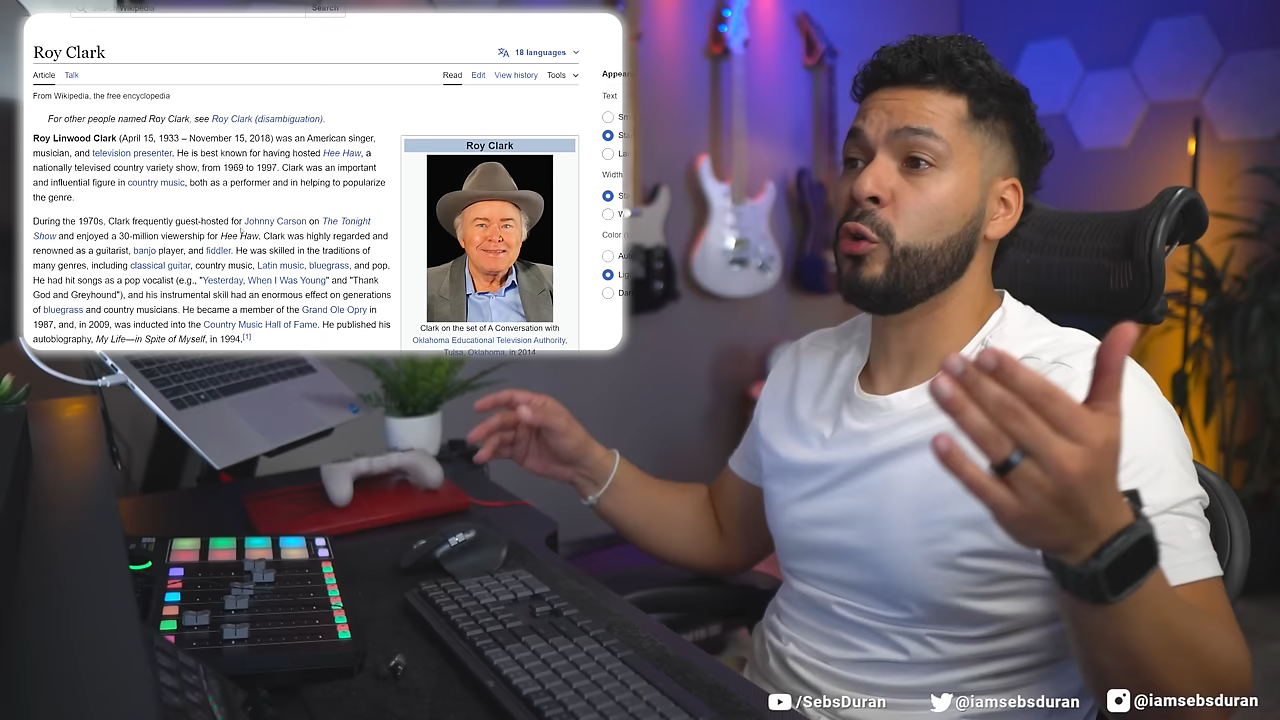 Search
Roy Clark
18 languages
Article Talk Read Edit View history Tools
From Wikipedia, the free encyclopedia
For other people named Roy Clark, see Roy Clark (disambiguation).
Roy Linwood Clark (April 15, 1933 – November 15, 2018) was an American singer,
musician, and television presenter. He is best known for having hosted Hee Haw, a
nationally televised country variety show, from 1969 to 1997. Clark was an important
and influential figure in country music, both as a performer and in helping to popularize
the genre.
During the 1970s, Clark frequently guest-hosted for Johnny Carson on The Tonight
Show and enjoyed a 30-million viewership for Hee Haw. Clark was highly regarded and
renowned as a guitarist, banjo player, and fiddler. He was skilled in the traditions of
many genres, including classical guitar, country music, Latin music, bluegrass, and pop.
He had hit songs as a pop vocalist (e.g., "Yesterday, When I Was Young" and "Thank
God and Greyhound"), and his instrumental skill had an enormous effect on generations
of bluegrass and country musicians. He became a member of the Grand Ole Opry in
1987, and, in 2009, was inducted into the Country Music Hall of Fame. He published his
autobiography, My Life—in Spite of Myself, in 1994.[1]
Roy Clark
Clark on the set of A Conversation with
Oklahoma Educational Television Authority,
Tulsa, Oklahoma, in 2014
Text
Width
Color
/SebsDuran
@iamsebsduran
@iamsebsduran